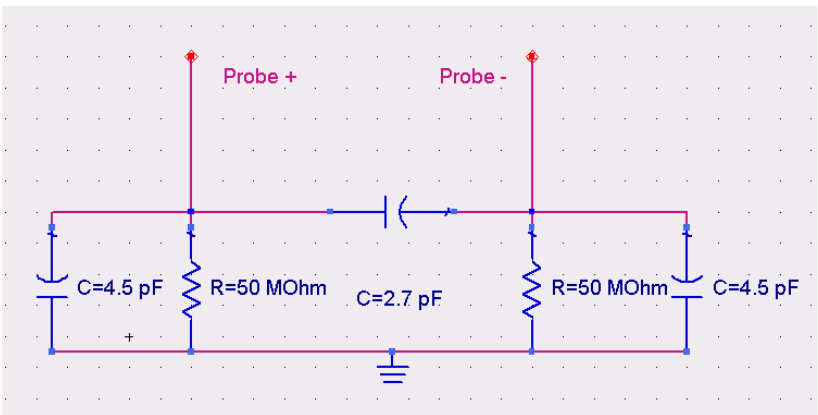 Probe +
Probe -
C=4.5 pF
R=50 MOhm
C=2.7 pF
R=50 MOhm
C=4.5 pF